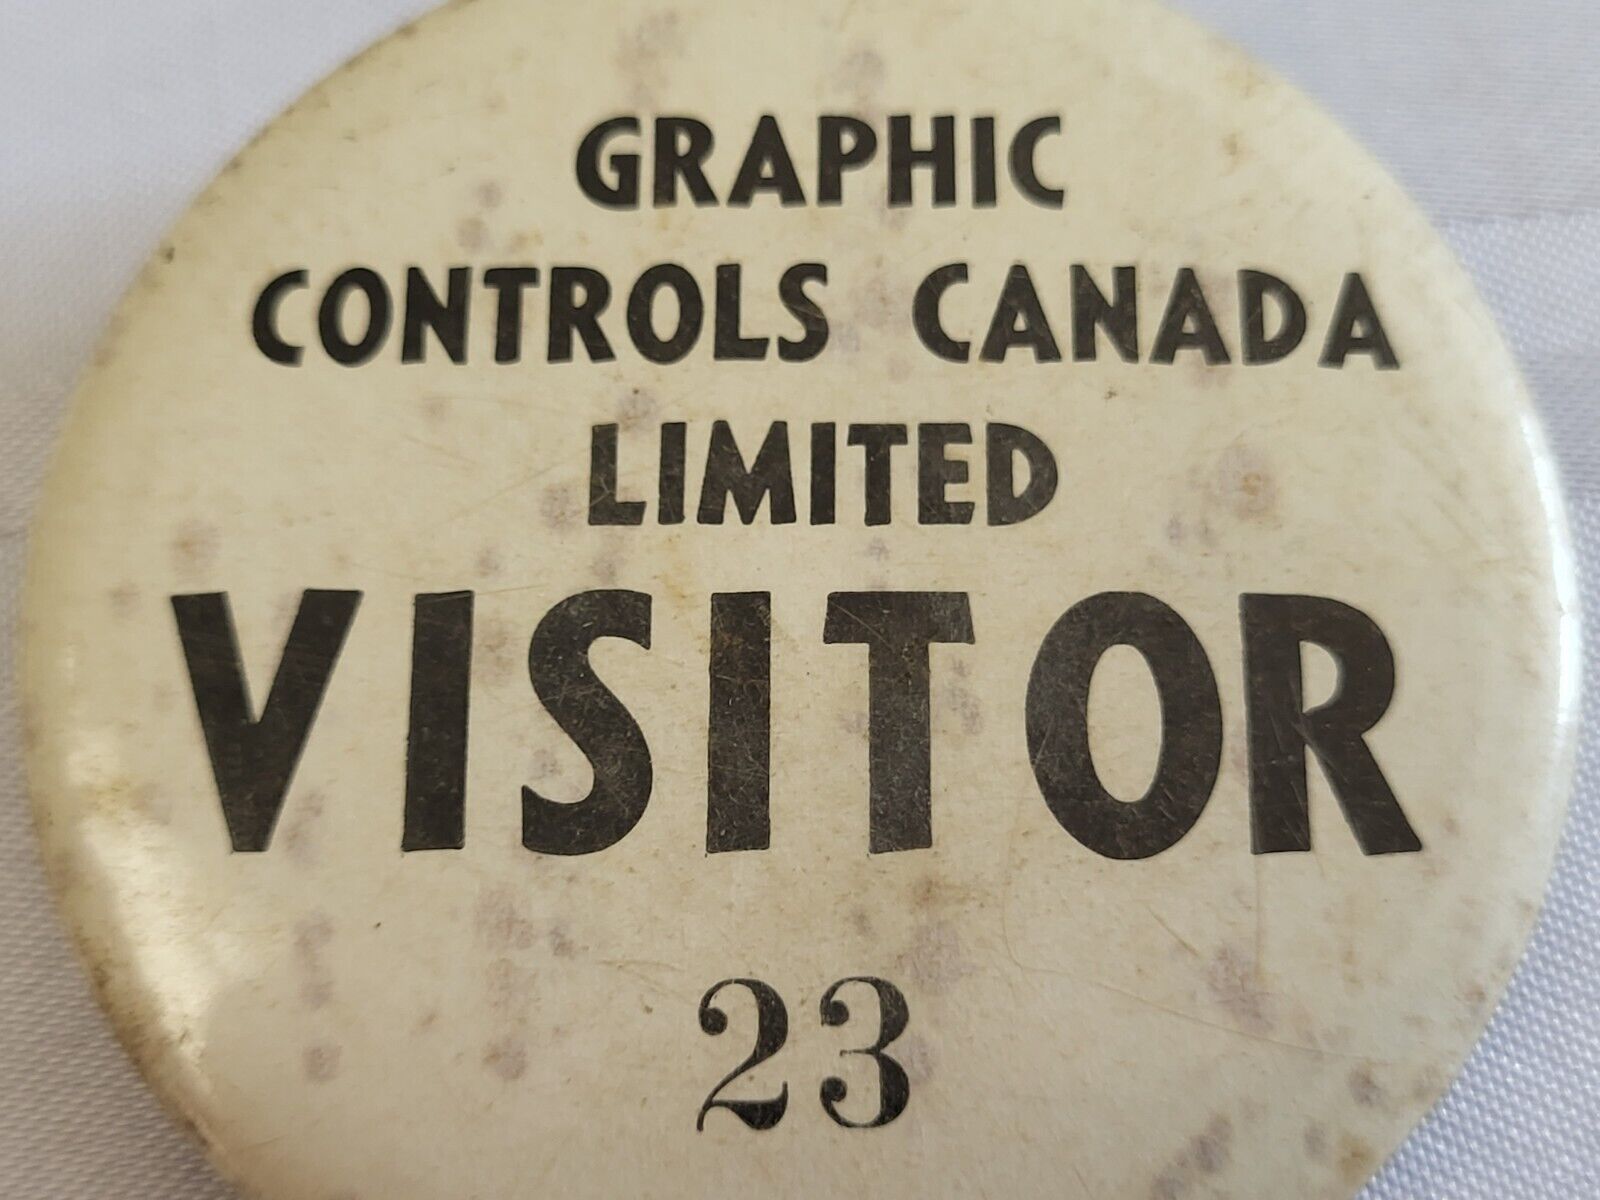 GRAPHIC
CONTROLS CANADA
LIMITED
VISITOR
23